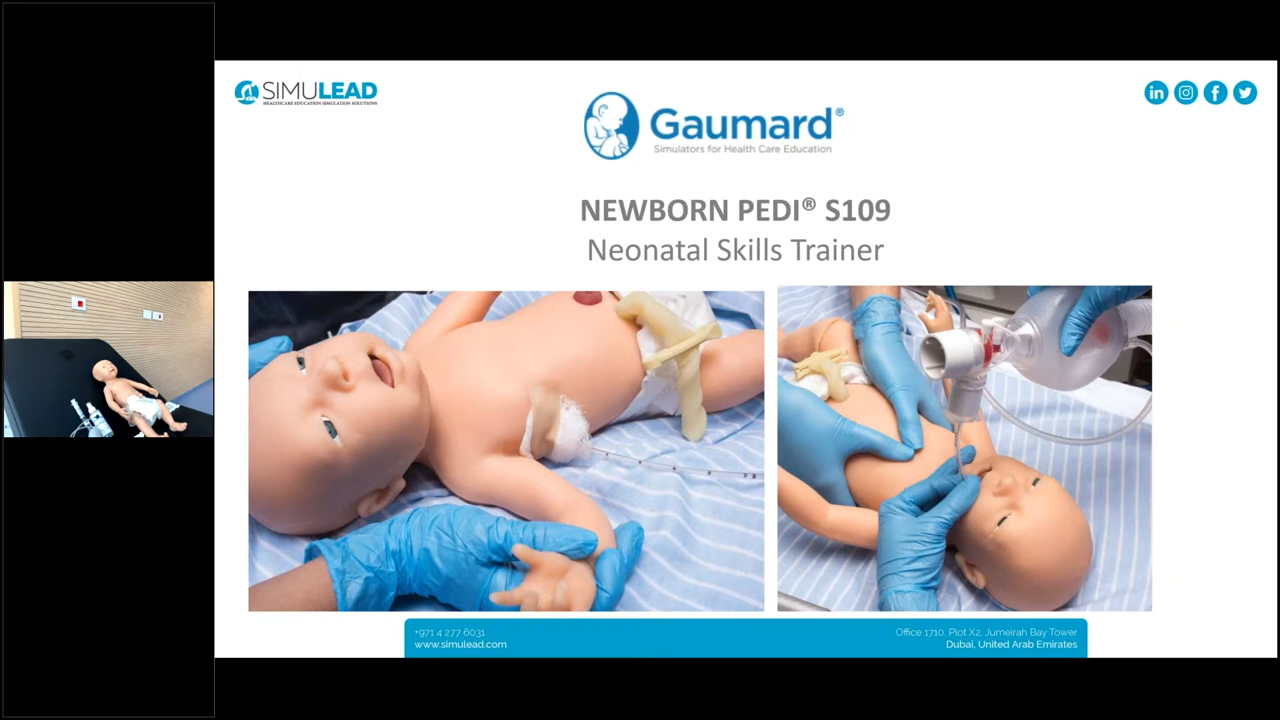 SIMULEAD
HEALTHCARE EDUCATION SIMULATION SOLUTIONS
Gaumard®
Simulators for Health Care Education
NEWBORN PEDI® S109
Neonatal Skills Trainer
+971 4 277 6031
www.simulead.com
Office 1710, Plot X2, Jumeirah Bay Tower
Dubai, United Arab Emirates